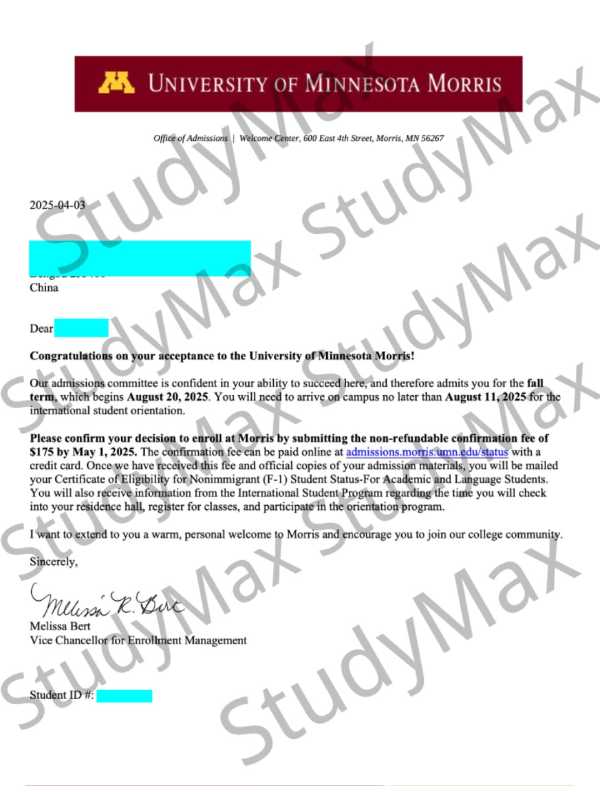 UNIVERSITY OF MINNESOTA MORRIS
Office of Admissions | Welcome Center, 600 East 4th Street, Morris, MN 56267
2025-04-03
China
Dear
Congratulations on your acceptance to the University of Minnesota Morris!
Our admissions committee is confident in your ability to succeed here, and therefore admits you for the fall
term, which begins August 20, 2025. You will need to arrive on campus no later than August 11, 2025 for the
international student orientation.
Please confirm your decision to enroll at Morris by submitting the non-refundable confirmation fee of
$175 by May 1, 2025. The confirmation fee can be paid online at admissions.morris.umn.edu/status with a
credit card. Once we have received this fee and official copies of your admission materials, you will be mailed
your Certificate of Eligibility for Nonimmigrant (F-1) Student Status-For Academic and Language Students.
You will also receive information from the International Student Program regarding the time you will check
into your residence hall, register for classes, and participate in the orientation program.
I want to extend to you a warm, personal welcome to Morris and encourage you to join our college community.
Sincerely,
Melissa R. Bert
Melissa Bert
Vice Chancellor for Enrollment Management
Student ID #:
StudyMax
StudyMax
StudyMax
StudyMax
StudyMax
StudyMax
StudyMax
StudyMax